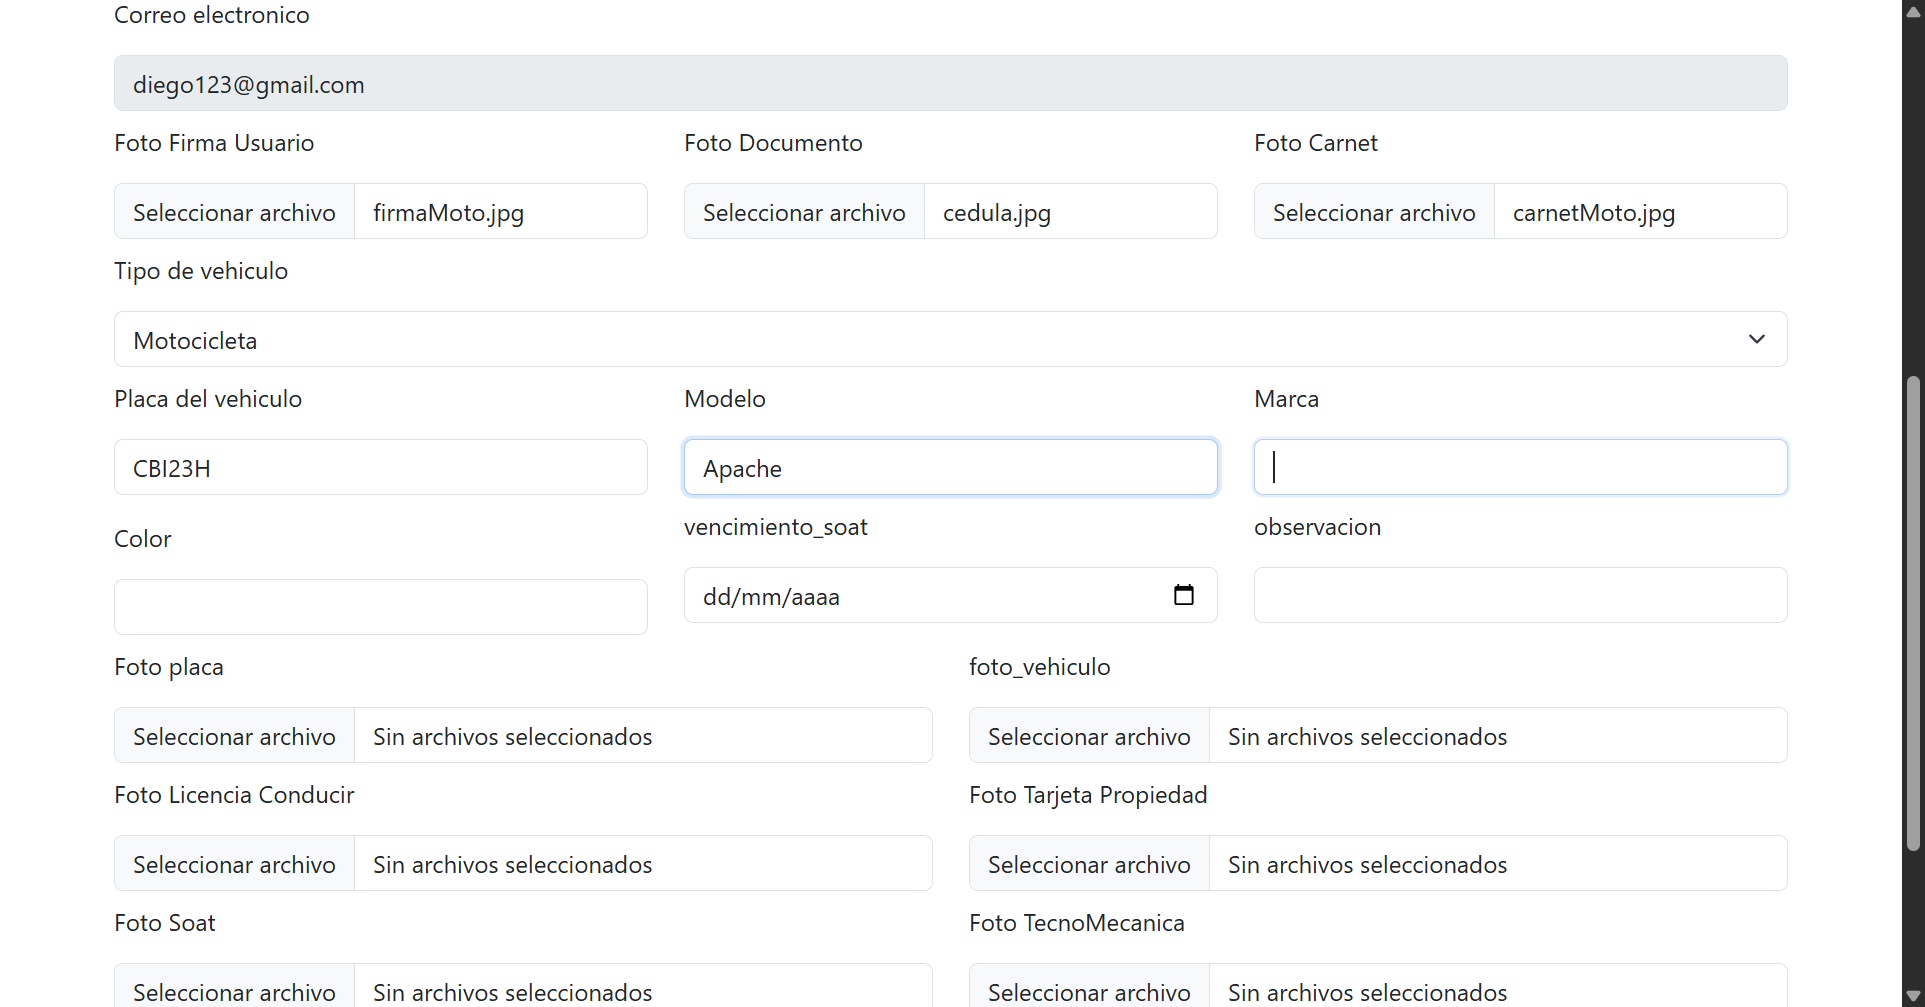 Correo electronico
diego123@gmail.com
Foto Firma Usuario
Foto Documento
Foto Carnet
Seleccionar archivo firmaMoto.jpg
Seleccionar archivo cedula.jpg
Seleccionar archivo carnetMoto.jpg
Tipo de vehiculo
Motocicleta
Placa del vehiculo
Modelo
Marca
CBI23H
Apache
Color
vencimiento_soat
observacion
dd/mm/aaaa
Foto placa
foto_vehiculo
Seleccionar archivo Sin archivos seleccionados
Seleccionar archivo Sin archivos seleccionados
Foto Licencia Conducir
Foto Tarjeta Propiedad
Seleccionar archivo Sin archivos seleccionados
Seleccionar archivo Sin archivos seleccionados
Foto Soat
Foto TecnoMecanica
Seleccionar archivo Sin archivos seleccionados
Seleccionar archivo Sin archivos seleccionados